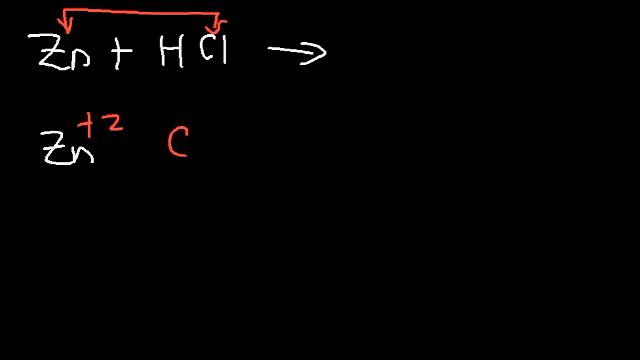 Zn + HCl →
Zn+2 C